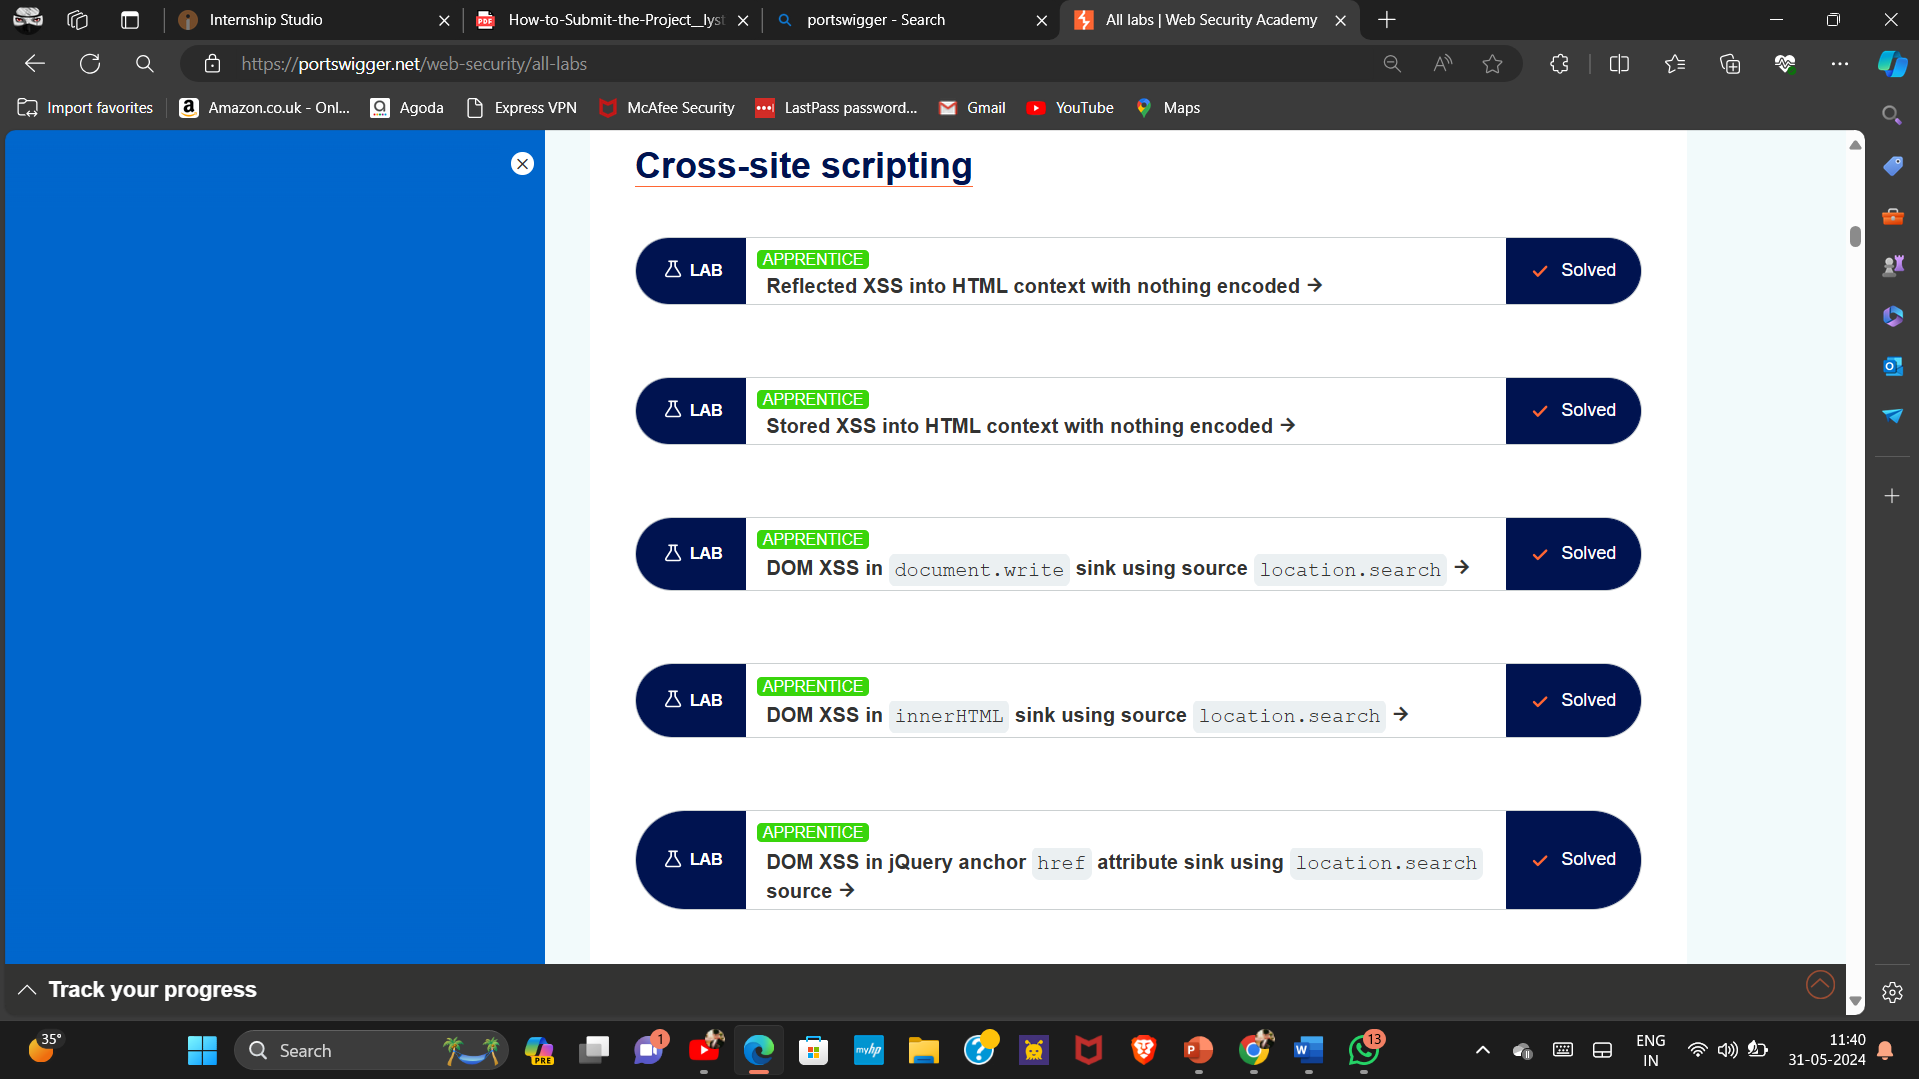 Internship Studio
How-to-Submit-the-Project_lyst
portswigger - Search
All labs | Web Security Academy
https://portswigger.net/web-security/all-labs
Import favorites
Amazon.co.uk - Onl...
Agoda
Express VPN
McAfee Security
LastPass password...
Gmail
YouTube
Maps
Cross-site scripting
LAB
APPRENTICE
Reflected XSS into HTML context with nothing encoded →
Solved
LAB
APPRENTICE
Stored XSS into HTML context with nothing encoded →
Solved
LAB
APPRENTICE
DOM XSS in document.write sink using source location.search →
Solved
LAB
APPRENTICE
DOM XSS in innerHTML sink using source location.search →
Solved
LAB
APPRENTICE
DOM XSS in jQuery anchor href attribute sink using location.search
source →
Solved
Track your progress
35°
Search
PRE
1
myhp
13
ENG
IN
11:40
31-05-2024